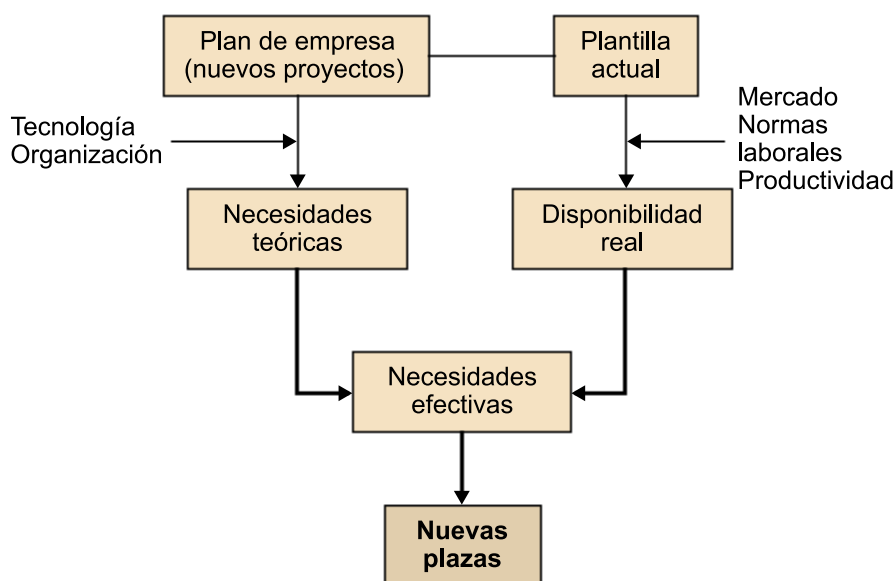 Plan de empresa
(nuevos proyectos)
Plantilla
actual
Tecnología
Organización
Mercado
Normas
laborales
Productividad
Necesidades
teóricas
Disponibilidad
real
Necesidades
efectivas
Nuevas
plazas